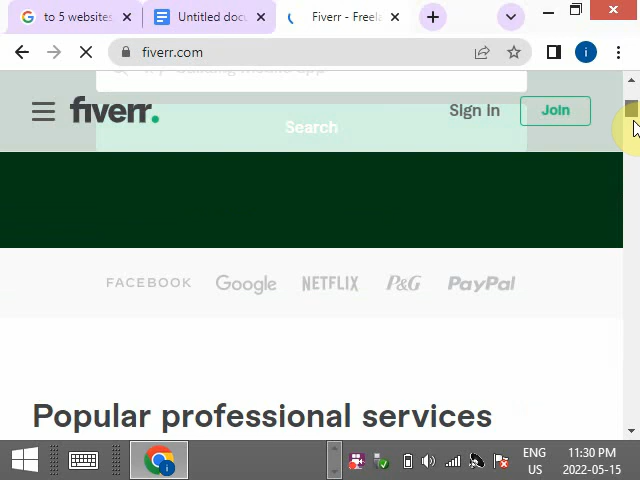 to 5 websites
Untitled docu
Fiverr - Freela
fiverr.com
fiverr.
Sign In
Join
Search
FACEBOOK Google NETFLIX P&G PayPal
Popular professional services
ENG
US
11:30 PM
2022-05-15